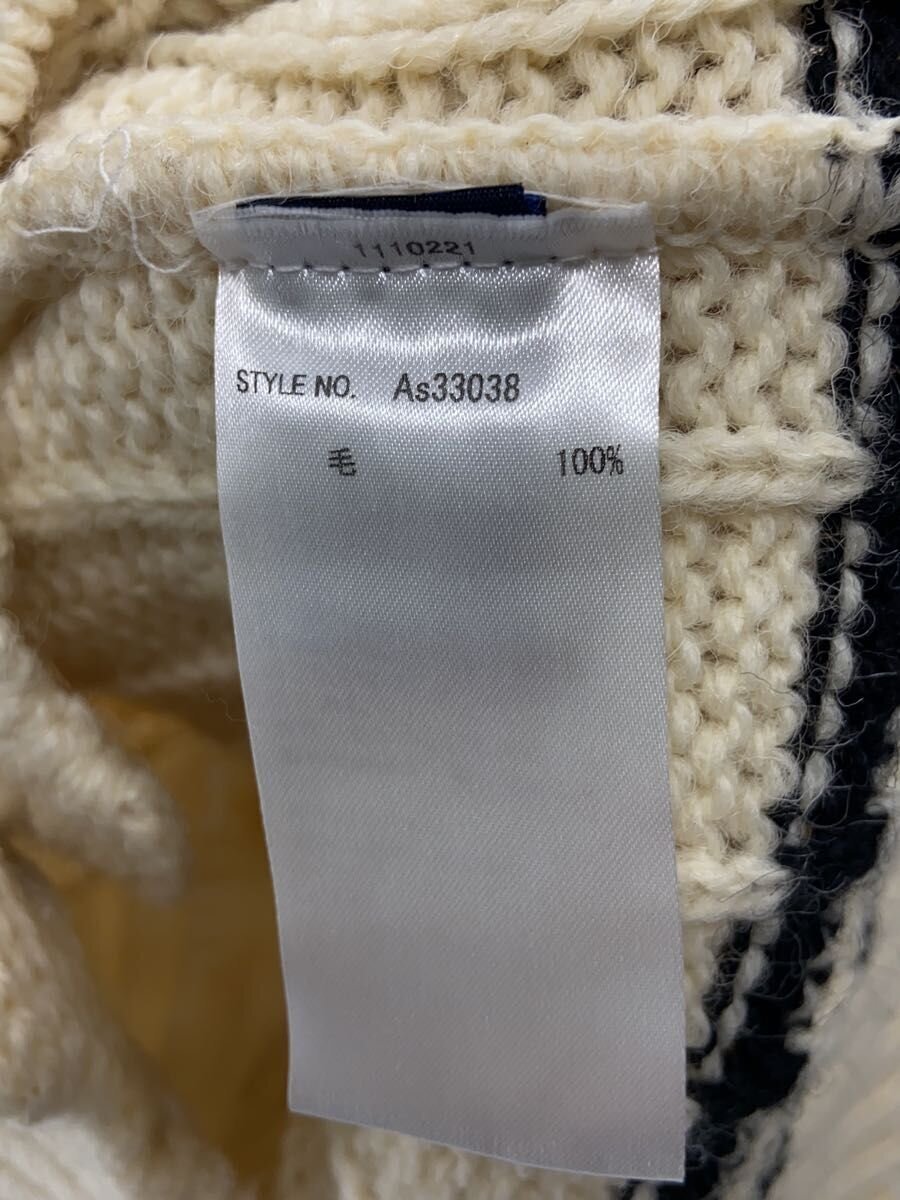 1110221
STYLE NO. As33038
毛 100%